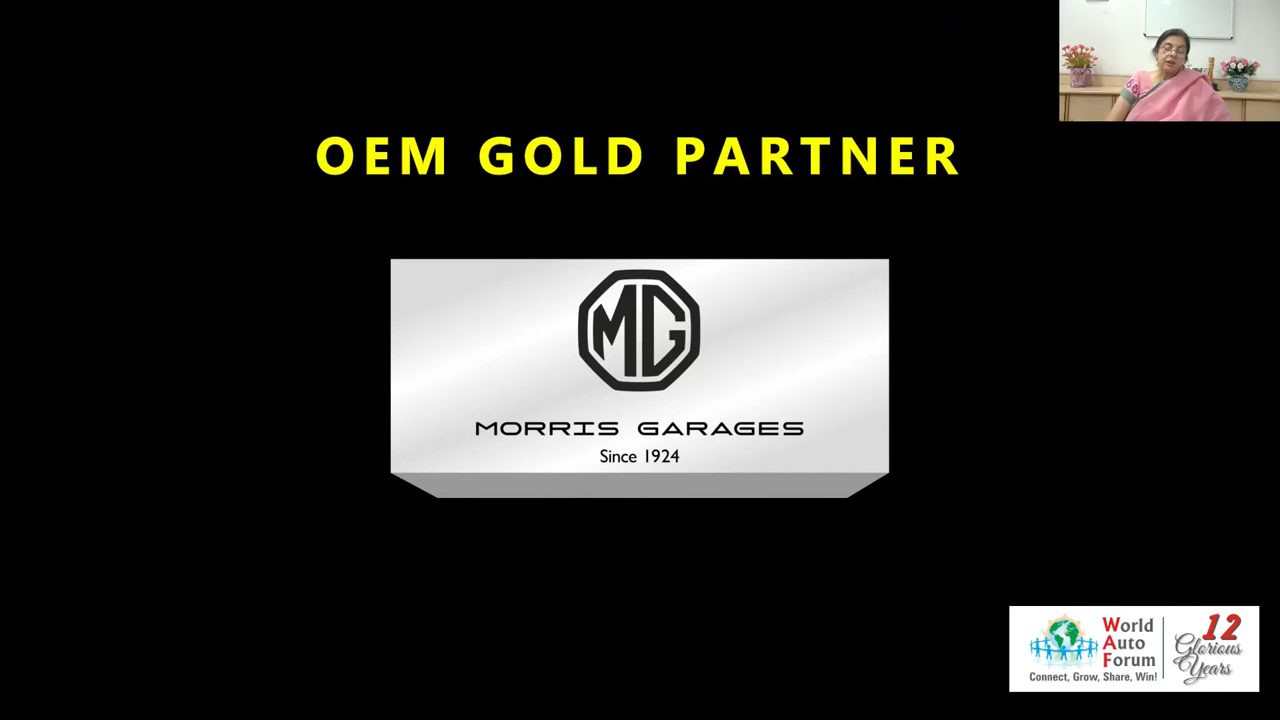 OEM GOLD PARTNER
MG
MORRIS GARAGES
Since 1924
World
Auto
Forum
Connect, Grow, Share, Win!
12
Glorious
Years